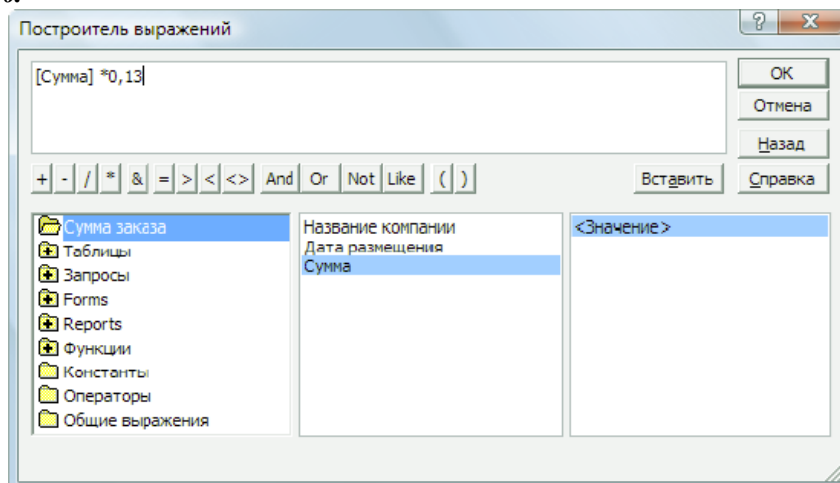 Построитель выражений
[Сумма] *0,13
OK
Отмена
Назад
+ - / * & = > < <> And Or Not Like ( ) Вставить Справка
Сумма заказа
Таблицы
Запросы
Forms
Reports
Функции
Константы
Операторы
Общие выражения
Название компании
Дата размещения
Сумма
<Значение>